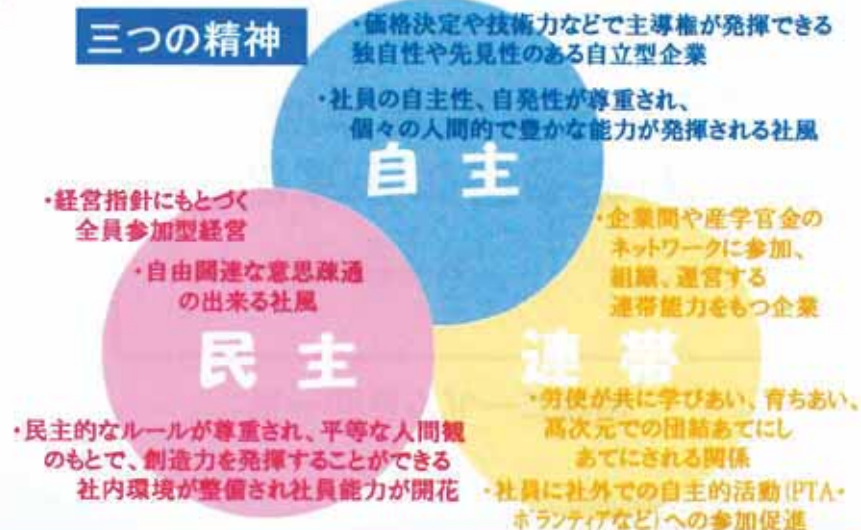 三つの精神
・価格決定や技術力などで主導権が発揮できる
独自性や先見性のある自立型企業
・社員の自主性、自発性が尊重され、
個々の人間的で豊かな能力が発揮される社風
自主
・経営指針にもとづく
全員参加型経営
・自由闊達な意思疎通
の出来る社風
民主
・民主的なルールが尊重され、平等な人間観
のもとで、創造力を発揮することができる
社内環境が整備され社員能力が開花
・企業間や産学官金の
ネットワークに参加、
組織、運営する
連帯能力をもつ企業
連帯
・労使が共に学びあい、育ちあい、
高次元での団結あてにし
あてにされる関係
・社員に社外での自主的活動(PTA・
ボランティアなど)への参加促進